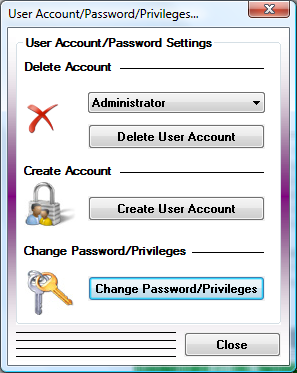 User Account/Password/Privileges...
User Account/Password Settings
Delete Account
Administrator
Delete User Account
Create Account
Create User Account
Change Password/Privileges
Change Password/Privileges
Close